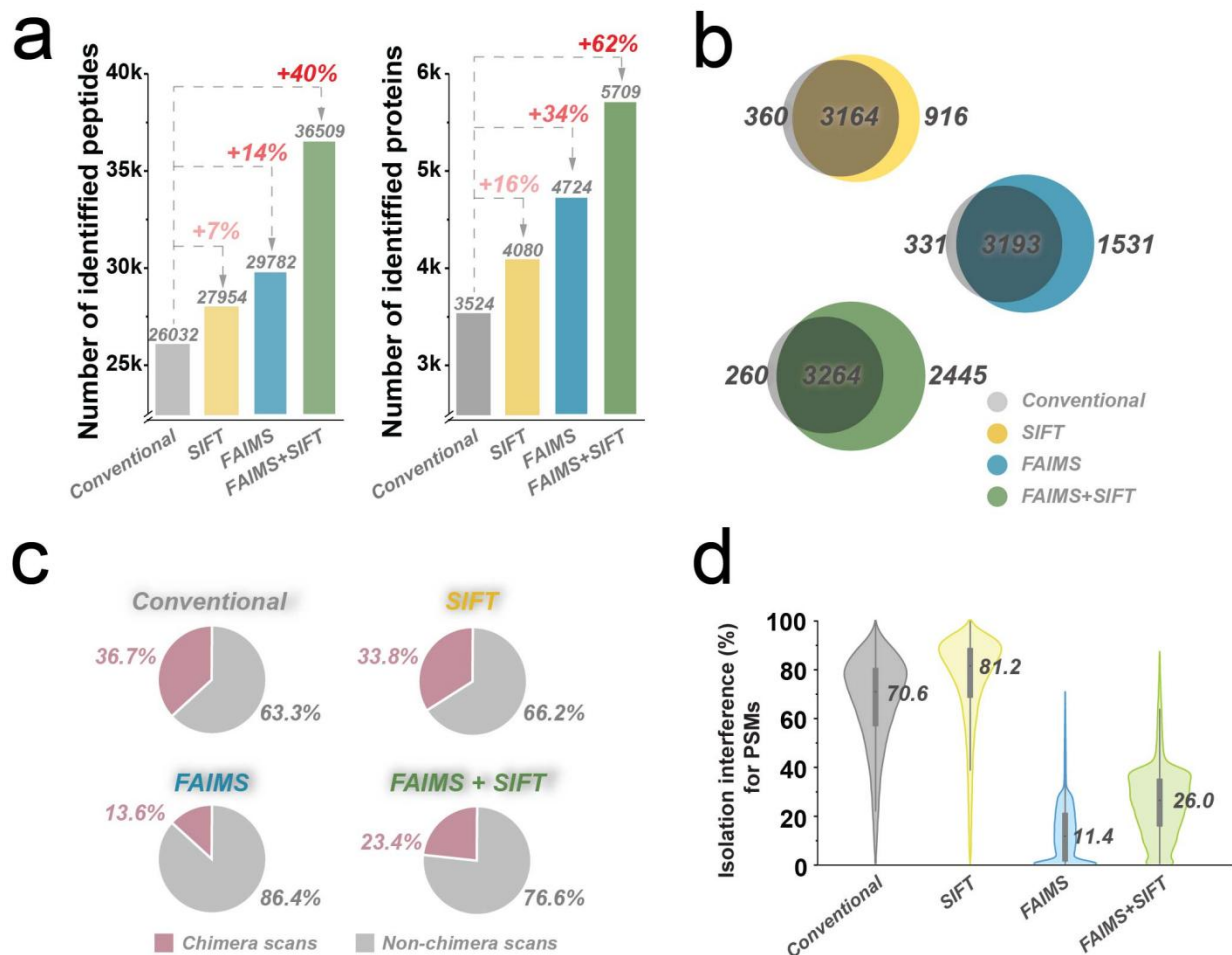 a
Number of identiffied peptides
40k
35k
30k
25k
+40%
+14%
+7%
26032
27954
29782
36509
Conventional
SIFT
FAIMS
FAIMS+SIFT
Number of identiffied proteins
6k
5k
4k
3k
+62%
+34%
+16%
3524
4080
4724
5709
Conventional
SIFT
FAIMS
FAIMS+SIFT
b
360 3164 916
331 3193 1531
260 3264 2445
Conventional
SIFT
FAIMS
FAIMS+SIFT
c
Conventional
36.7%
63.3%
SIFT
33.8%
66.2%
FAIMS
13.6%
86.4%
FAIMS + SIFT
23.4%
76.6%
Chimera scans
Non-chimera scans
d
Isolation interference (%)
for PSMs
100
80
60
40
20
0
70.6
81.2
11.4
26.0
Conventional
SIFT
FAIMS
FAIMS+SIFT